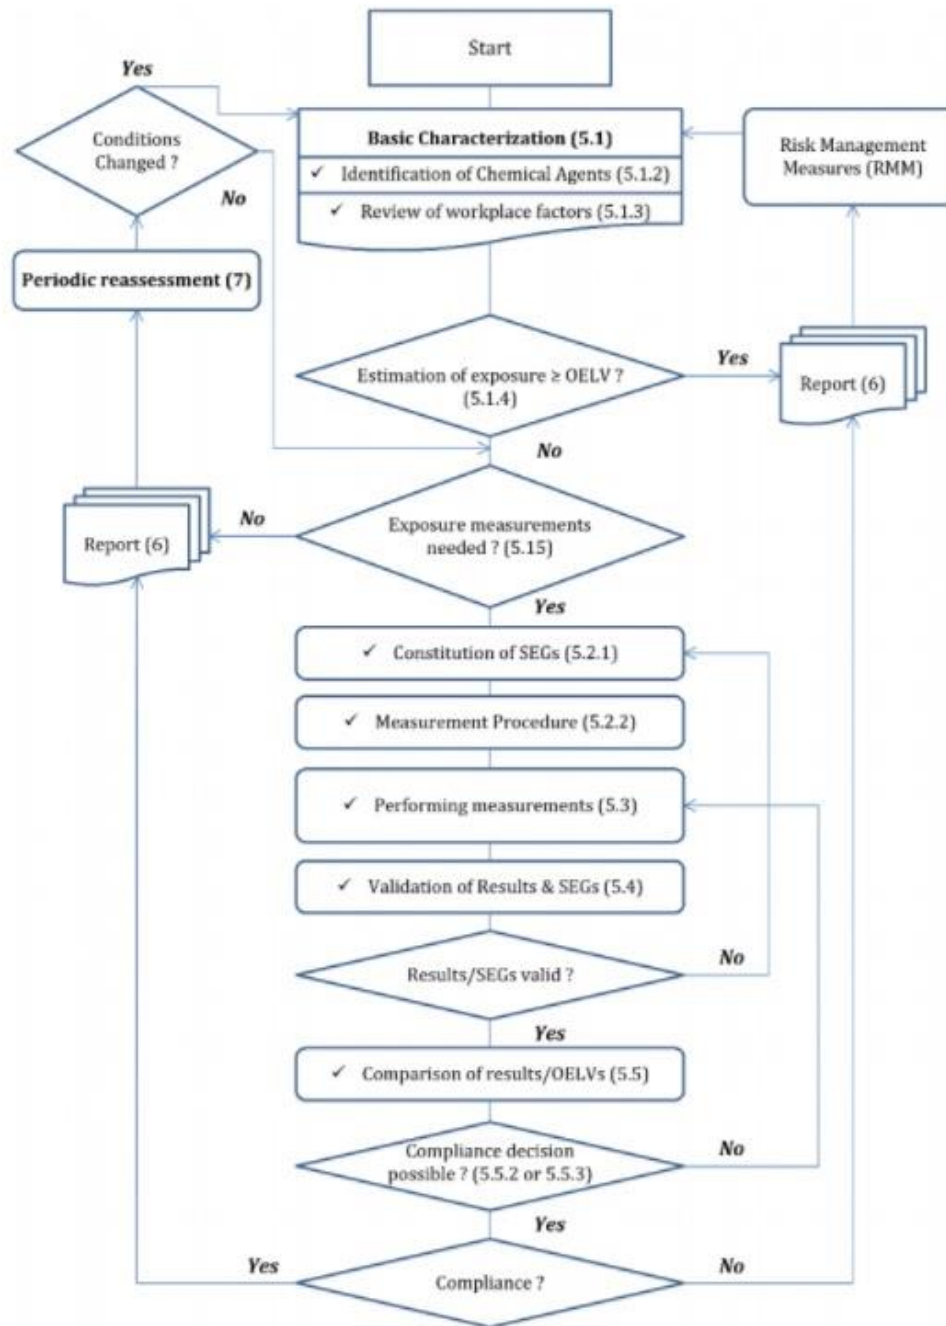 Start
Yes
Conditions
Changed ?
No
Basic Characterization (5.1)
✓ Identification of Chemical Agents (5.1.2)
✓ Review of workplace factors (5.1.3)
Risk Management
Measures (RMM)
Periodic reassessment (7)
Estimation of exposure ≥ OELV ?
(5.1.4)
Yes
Report (6)
No
Exposure measurements
needed ? (5.15)
No
Report (6)
Yes
✓ Constitution of SEGs (5.2.1)
✓ Measurement Procedure (5.2.2)
✓ Performing measurements (5.3)
✓ Validation of Results & SEGs (5.4)
Results/SEGs valid ?
No
Yes
✓ Comparison of results/OELVs (5.5)
Compliance decision
possible ? (5.5.2 or 5.5.3)
No
Yes
Compliance ?
Yes
No